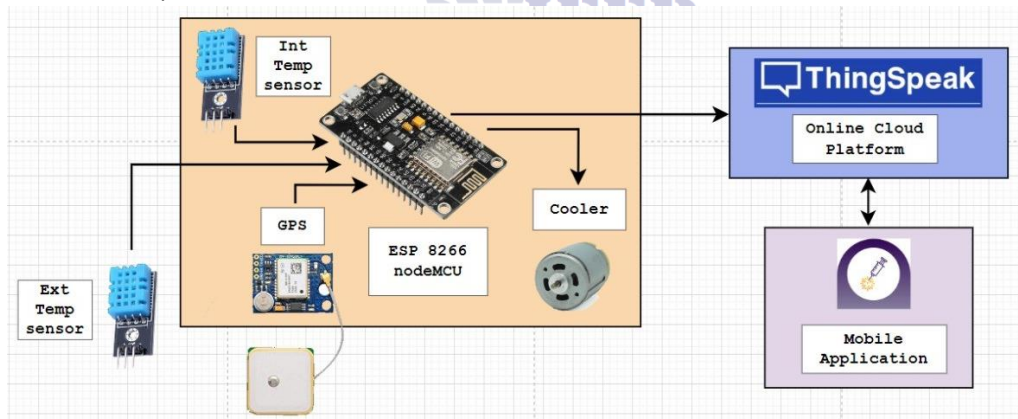 Int
Temp
sensor
ThingSpeak
Online Cloud
Platform
GPS
Cooler
ESP 8266
nodeMCU
Ext
Temp
sensor
Mobile
Application